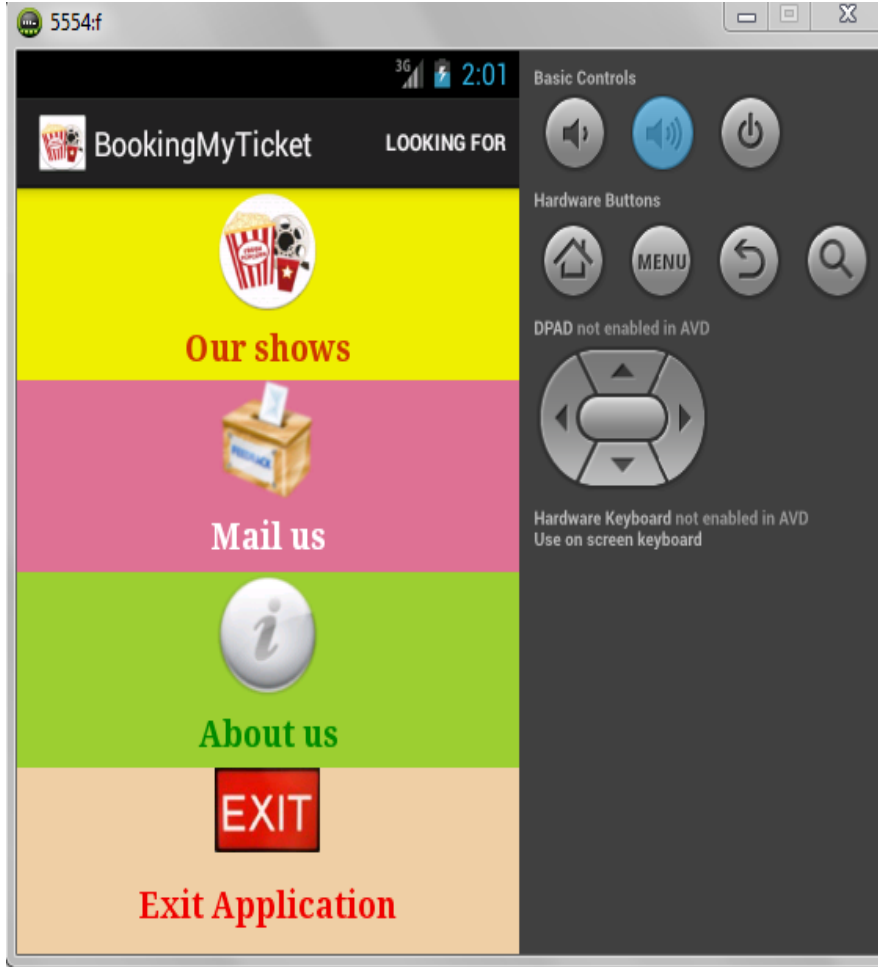 5554:f
3G 2:01
BookingMyTicket LOOKING FOR
Our shows
FEEDBACK
Mail us
i
About us
EXIT
Exit Application
Basic Controls
Hardware Buttons
MENU
DPAD not enabled in AVD
Hardware Keyboard not enabled in AVD
Use on screen keyboard